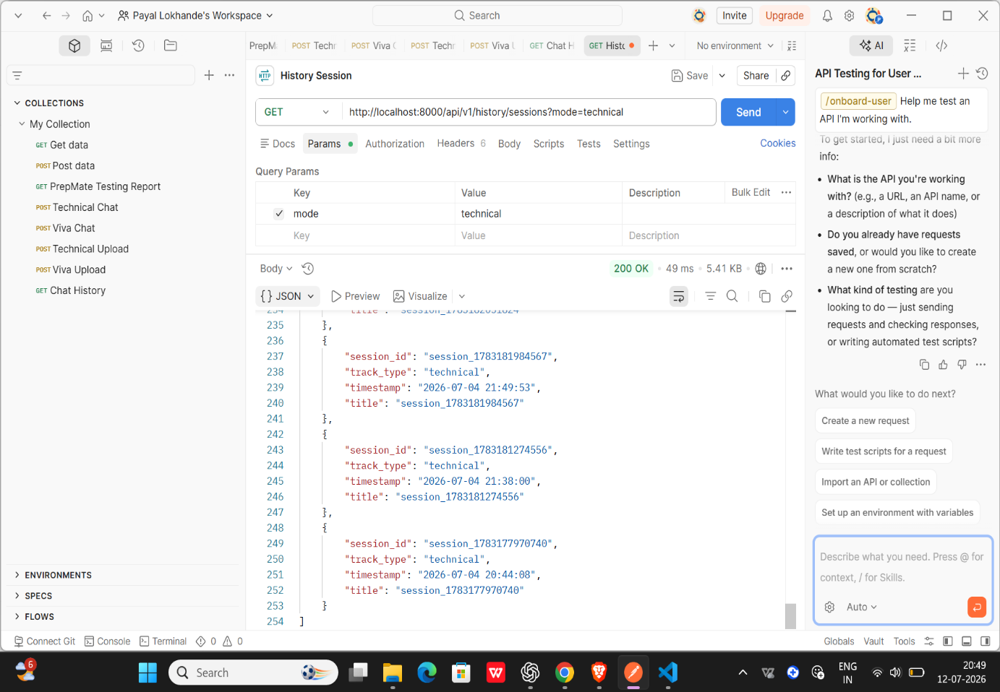 Payal Lokhande's Workspace
Search
Invite
Upgrade
PrepM
POST Techr
POST Viva
POST Techr
POST Viva
GET Chat H
GET Histo
No environment
AI
HTTP
History Session
Save
Share
API Testing for User ...
COLLECTIONS
My Collection
GET Get data
POST Post data
GET PrepMate Testing Report
POST Technical Chat
POST Viva Chat
POST Technical Upload
POST Viva Upload
GET Chat History
ENVIRONMENTS
SPECS
FLOWS
GET
http://localhost:8000/api/v1/history/sessions?mode=technical
Send
Docs
Params
Authorization
Headers 6
Body
Scripts
Tests
Settings
Cookies
Query Params
Key Value Description Bulk Edit
mode technical
Key Value Description
Body
200 OK 49 ms 5.41 KB
{} JSON
Preview
Visualize
234 "title": "session_1783182051824"
235 },
236 {
237 "session_id": "session_1783181984567",
238 "track_type": "technical",
239 "timestamp": "2026-07-04 21:49:53",
240 "title": "session_1783181984567"
241 },
242 {
243 "session_id": "session_1783181274556",
244 "track_type": "technical",
245 "timestamp": "2026-07-04 21:38:00",
246 "title": "session_1783181274556"
247 },
248 {
249 "session_id": "session_1783177970740",
250 "track_type": "technical",
251 "timestamp": "2026-07-04 20:44:08",
252 "title": "session_1783177970740"
253 }
254 ]
/onboard-user Help me test an
API I'm working with.
To get started, I just need a bit more
info:
• What is the API you're working
with? (e.g., a URL, an API name, or
a description of what it does)
• Do you already have requests
saved, or would you like to create
a new one from scratch?
• What kind of testing are you
looking to do — just sending
requests and checking responses,
or writing automated test scripts?
What would you like to do next?
Create a new request
Write test scripts for a request
Import an API or collection
Set up an environment with variables
Describe what you need. Press @ for
context, / for Skills.
Auto
Connect Git
Console
Terminal
0
0
Globals
Vault
Tools
6
Search
ENG
IN
20:49
12-07-2026